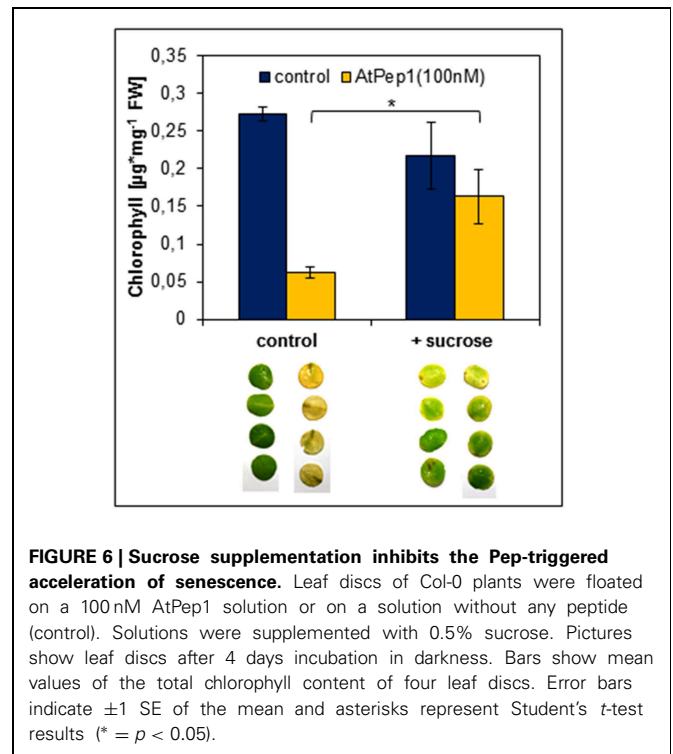 0,35
control AtPep1(100nM)
0,3
*
0,25
0,2
0,15
0,1
0,05
0
Chlorophyll [µg*mg⁻¹ FW]
control + sucrose
FIGURE 6 | Sucrose supplementation inhibits the Pep-triggered
acceleration of senescence. Leaf discs of Col-0 plants were floated
on a 100 nM AtPep1 solution or on a solution without any peptide
(control). Solutions were supplemented with 0.5% sucrose. Pictures
show leaf discs after 4 days incubation in darkness. Bars show mean
values of the total chlorophyll content of four leaf discs. Error bars
indicate ±1 SE of the mean and asterisks represent Student's t-test
results (* = p < 0.05).